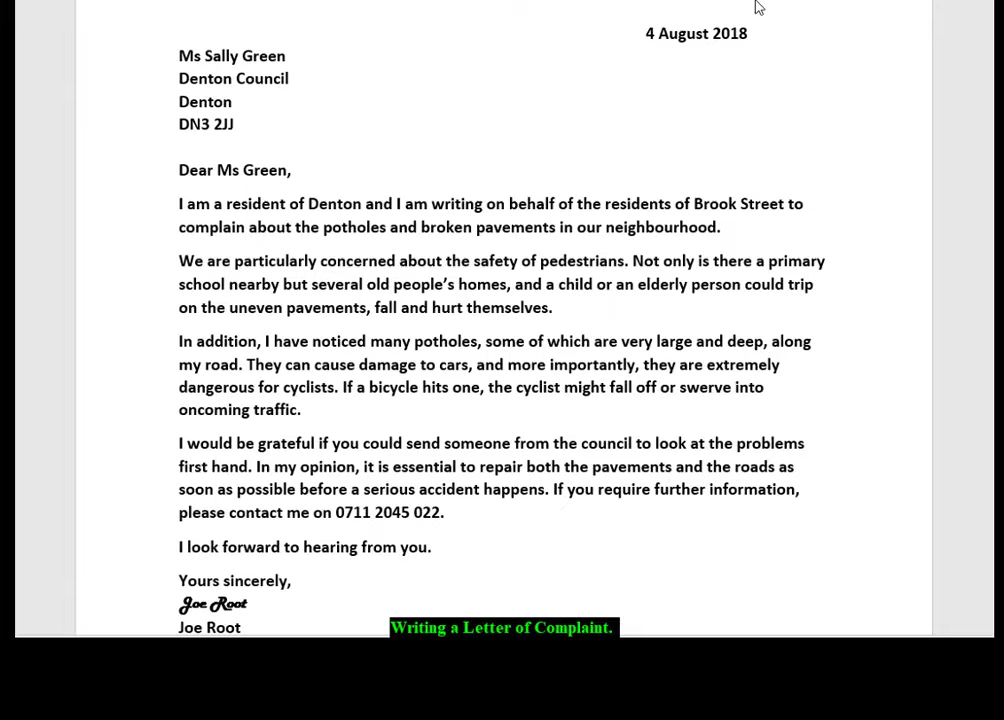 4 August 2018
Ms Sally Green
Denton Council
Denton
DN3 2JJ
Dear Ms Green,
I am a resident of Denton and I am writing on behalf of the residents of Brook Street to
complain about the potholes and broken pavements in our neighbourhood.
We are particularly concerned about the safety of pedestrians. Not only is there a primary
school nearby but several old people’s homes, and a child or an elderly person could trip
on the uneven pavements, fall and hurt themselves.
In addition, I have noticed many potholes, some of which are very large and deep, along
my road. They can cause damage to cars, and more importantly, they are extremely
dangerous for cyclists. If a bicycle hits one, the cyclist might fall off or swerve into
oncoming traffic.
I would be grateful if you could send someone from the council to look at the problems
first hand. In my opinion, it is essential to repair both the pavements and the roads as
soon as possible before a serious accident happens. If you require further information,
please contact me on 0711 2045 022.
I look forward to hearing from you.
Yours sincerely,
Joe Root
Joe Root
Writing a Letter of Complaint.